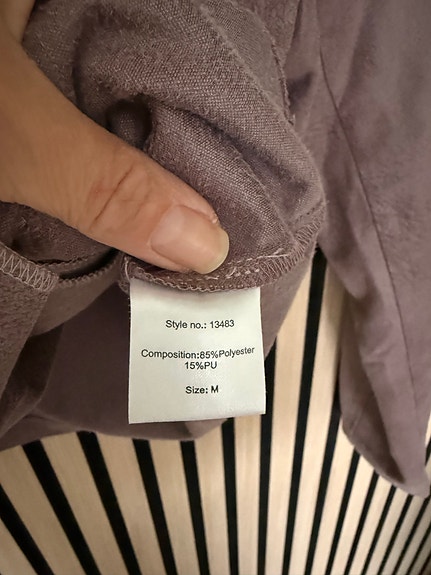 Style no.: 13483
Composition:85%Polyester
15%PU
Size: M